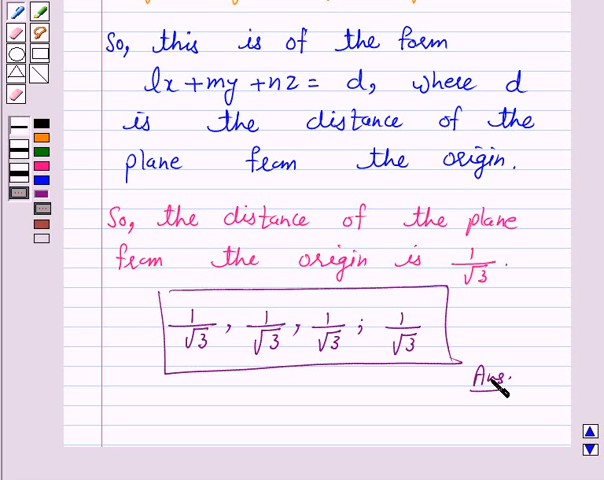 So, this is of the form
lx + my + nz = d, where d
is the distance of the
plane from the origin.
So, the distance of the plane
from the origin is 1/√3.
1/√3, 1/√3, 1/√3; 1/√3
Ans.